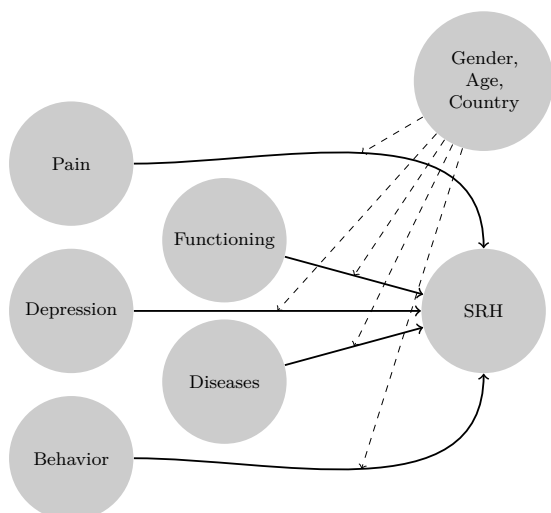 Gender,
Age,
Country
Pain
Functioning
Depression
SRH
Diseases
Behavior